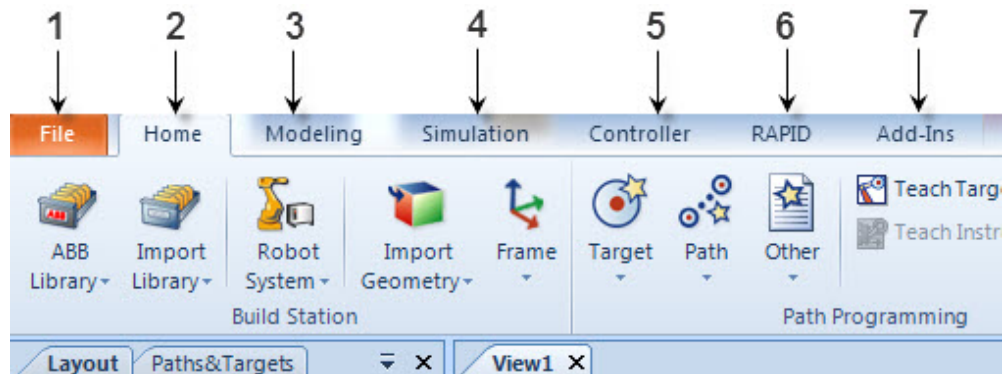 1 2 3 4 5 6 7
File Home Modeling Simulation Controller RAPID Add-Ins
ABB
ABB Library
Import Library
Robot System
Import Geometry
Frame
Target
Path
Other
Teach Targ
Teach Instr
Build Station
Path Programming
Layout Paths&Targets View1